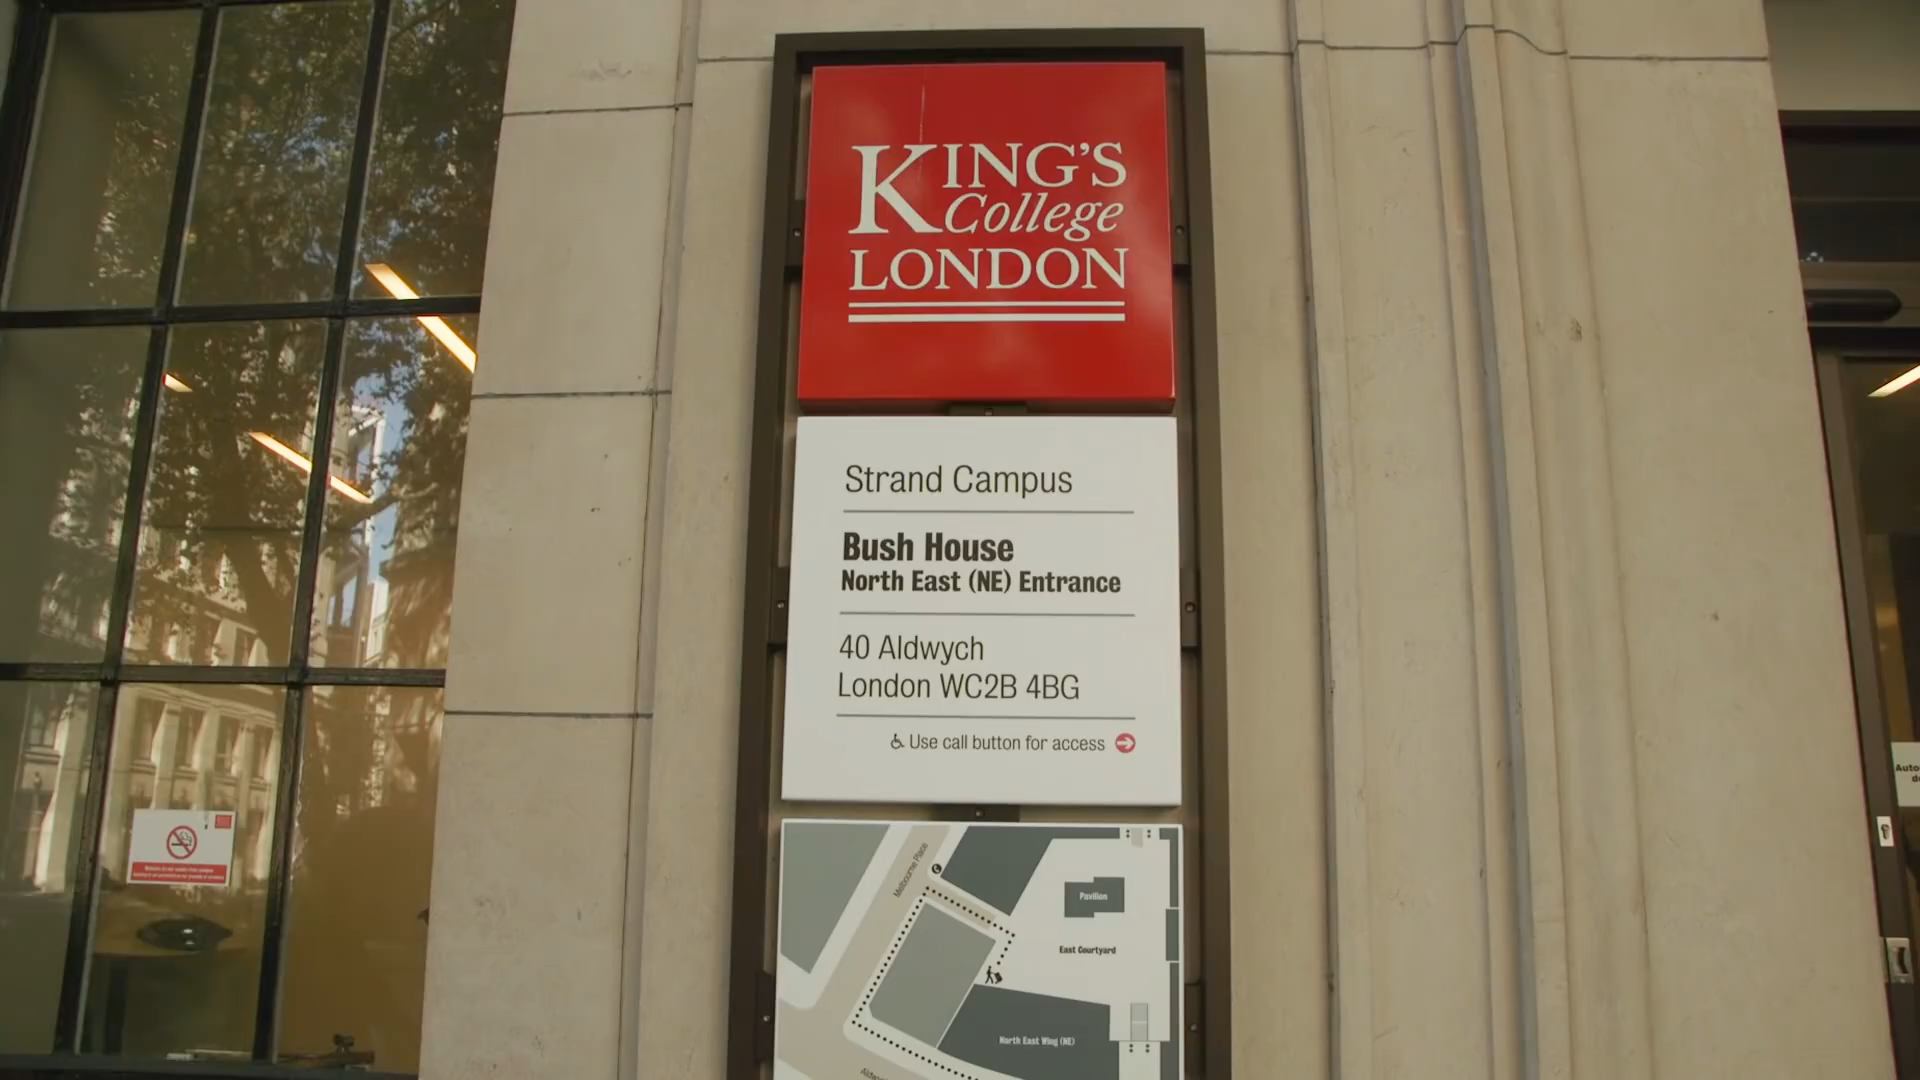 KING'S
College
LONDON
Strand Campus
Bush House
North East (NE) Entrance
40 Aldwych
London WC2B 4BG
Use call button for access
Melbourne Place
Pavilion
East Courtyard
North East Wing (NE)
Auto